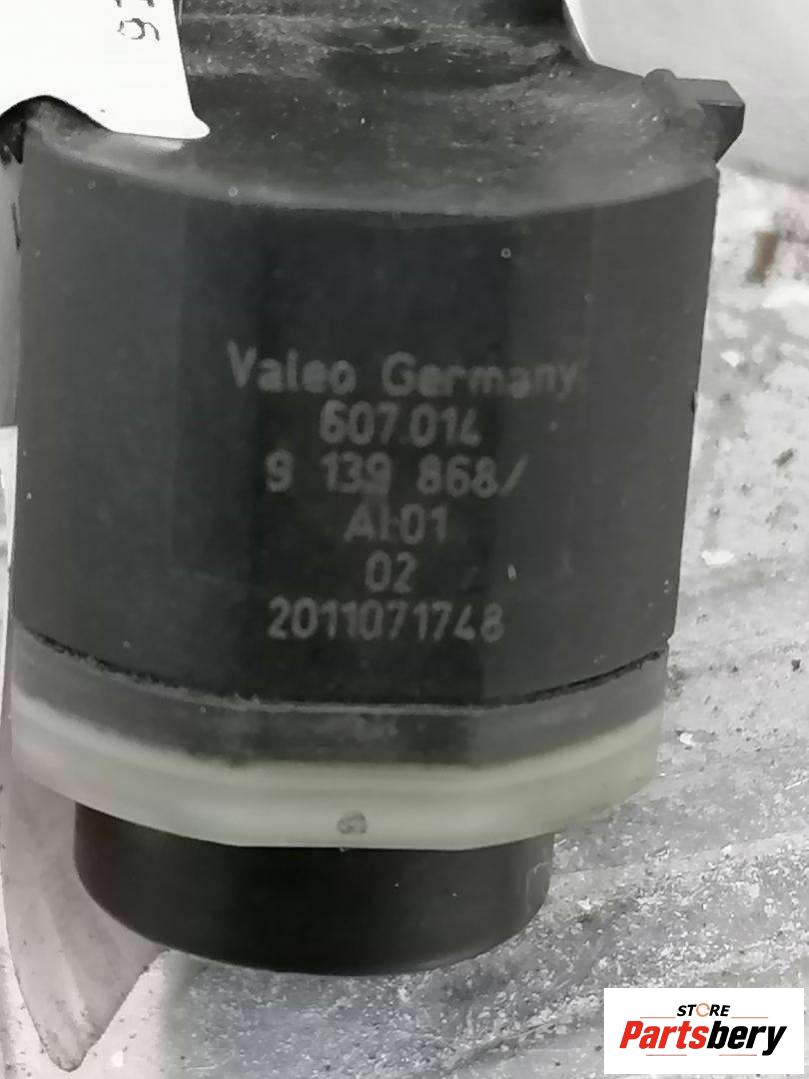 Valeo Germany
607.014
9 139 868/
AI:01
02
2011071748
STORE
Partsbery